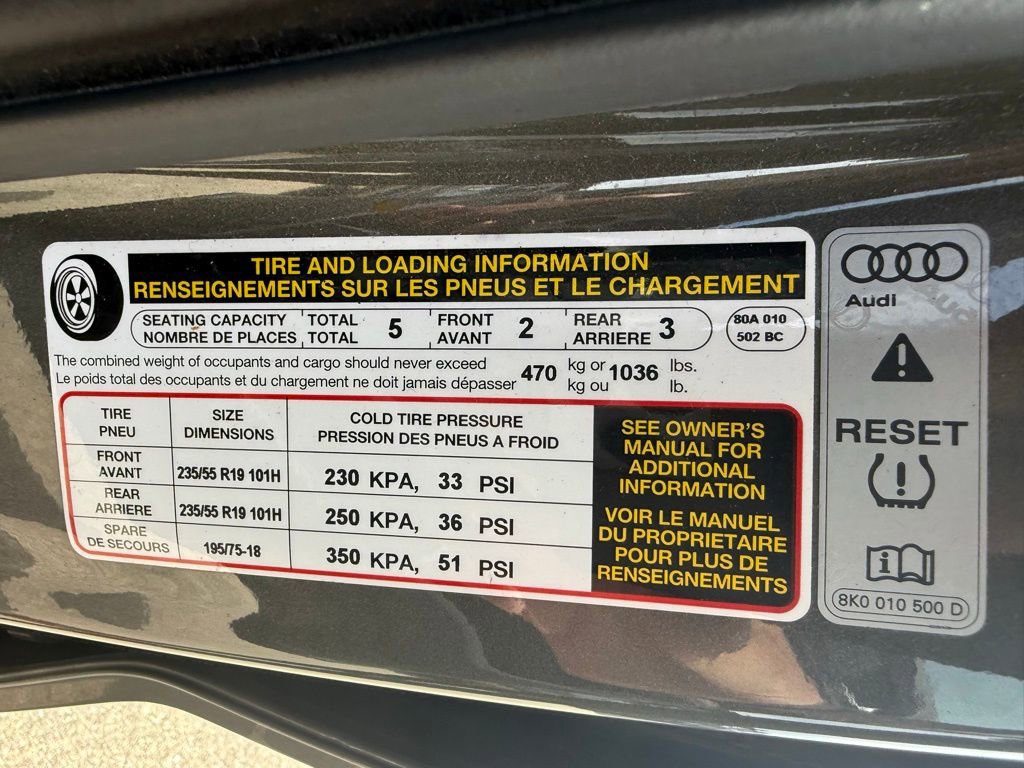 TIRE AND LOADING INFORMATION
RENSEIGNEMENTS SUR LES PNEUS ET LE CHARGEMENT
SEATING CAPACITY TOTAL 5 FRONT 2 REAR 3 80A 010
NOMBRE DE PLACES TOTAL AVANT ARRIERE 502 BC
The combined weight of occupants and cargo should never exceed 470 kg or 1036 lbs.
Le poids total des occupants et du chargement ne doit jamais dépasser kg ou lb.
TIRE SIZE COLD TIRE PRESSURE
PNEU DIMENSIONS PRESSION DES PNEUS A FROID
FRONT
AVANT 235/55 R19 101H 230 KPA, 33 PSI
REAR
ARRIERE 235/55 R19 101H 250 KPA, 36 PSI
SPARE
DE SECOURS 195/75-18 350 KPA, 51 PSI
SEE OWNER'S
MANUAL FOR
ADDITIONAL
INFORMATION
VOIR LE MANUEL
DU PROPRIETAIRE
POUR PLUS DE
RENSEIGNEMENTS
Audi
RESET
8K0 010 500 D